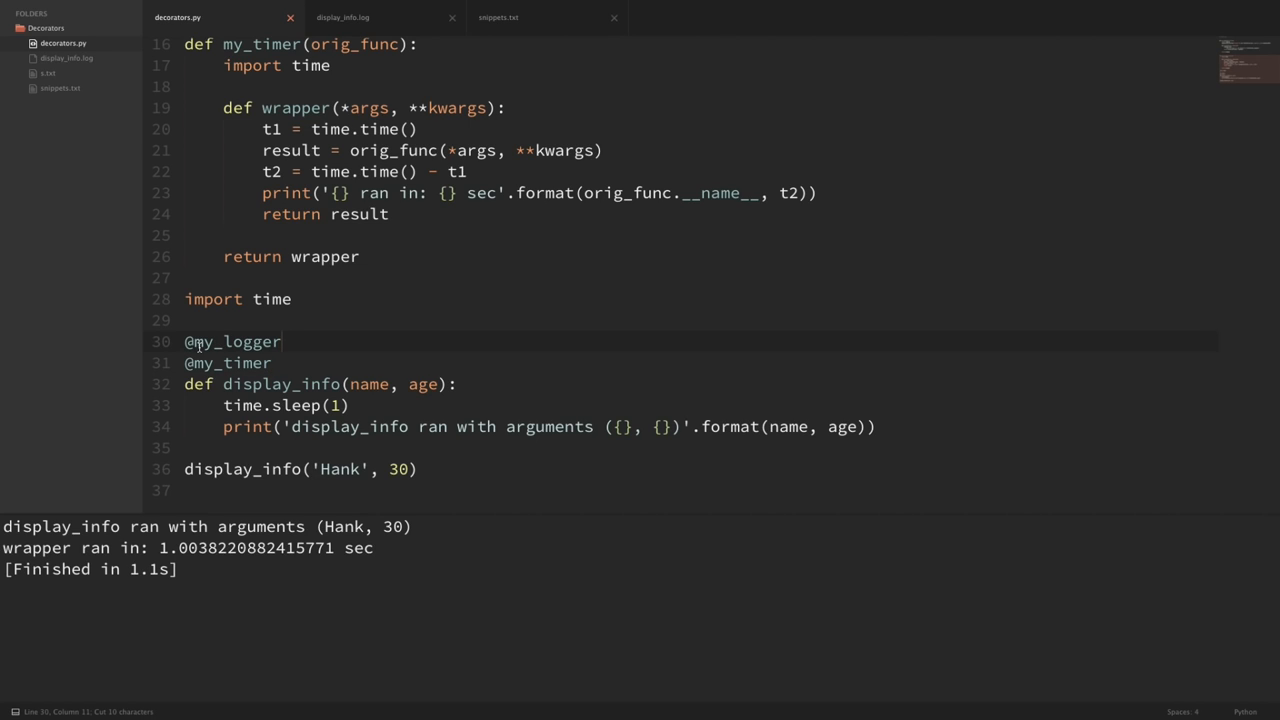 FOLDERS
Decorators
decorators.py
display_info.log
s.txt
snippets.txt
decorators.py
display_info.log
snippets.txt
16 def my_timer(orig_func):
17     import time
18
19     def wrapper(*args, **kwargs):
20         t1 = time.time()
21         result = orig_func(*args, **kwargs)
22         t2 = time.time() - t1
23         print('{} ran in: {} sec'.format(orig_func.__name__, t2))
24         return result
25
26     return wrapper
27
28 import time
29
30 @my_logger
31 @my_timer
32 def display_info(name, age):
33     time.sleep(1)
34     print('display_info ran with arguments ({}, {})'.format(name, age))
35
36 display_info('Hank', 30)
37
display_info ran with arguments (Hank, 30)
wrapper ran in: 1.0038220882415771 sec
[Finished in 1.1s]
Line 30, Column 11; Cut 10 characters
Spaces: 4
Python